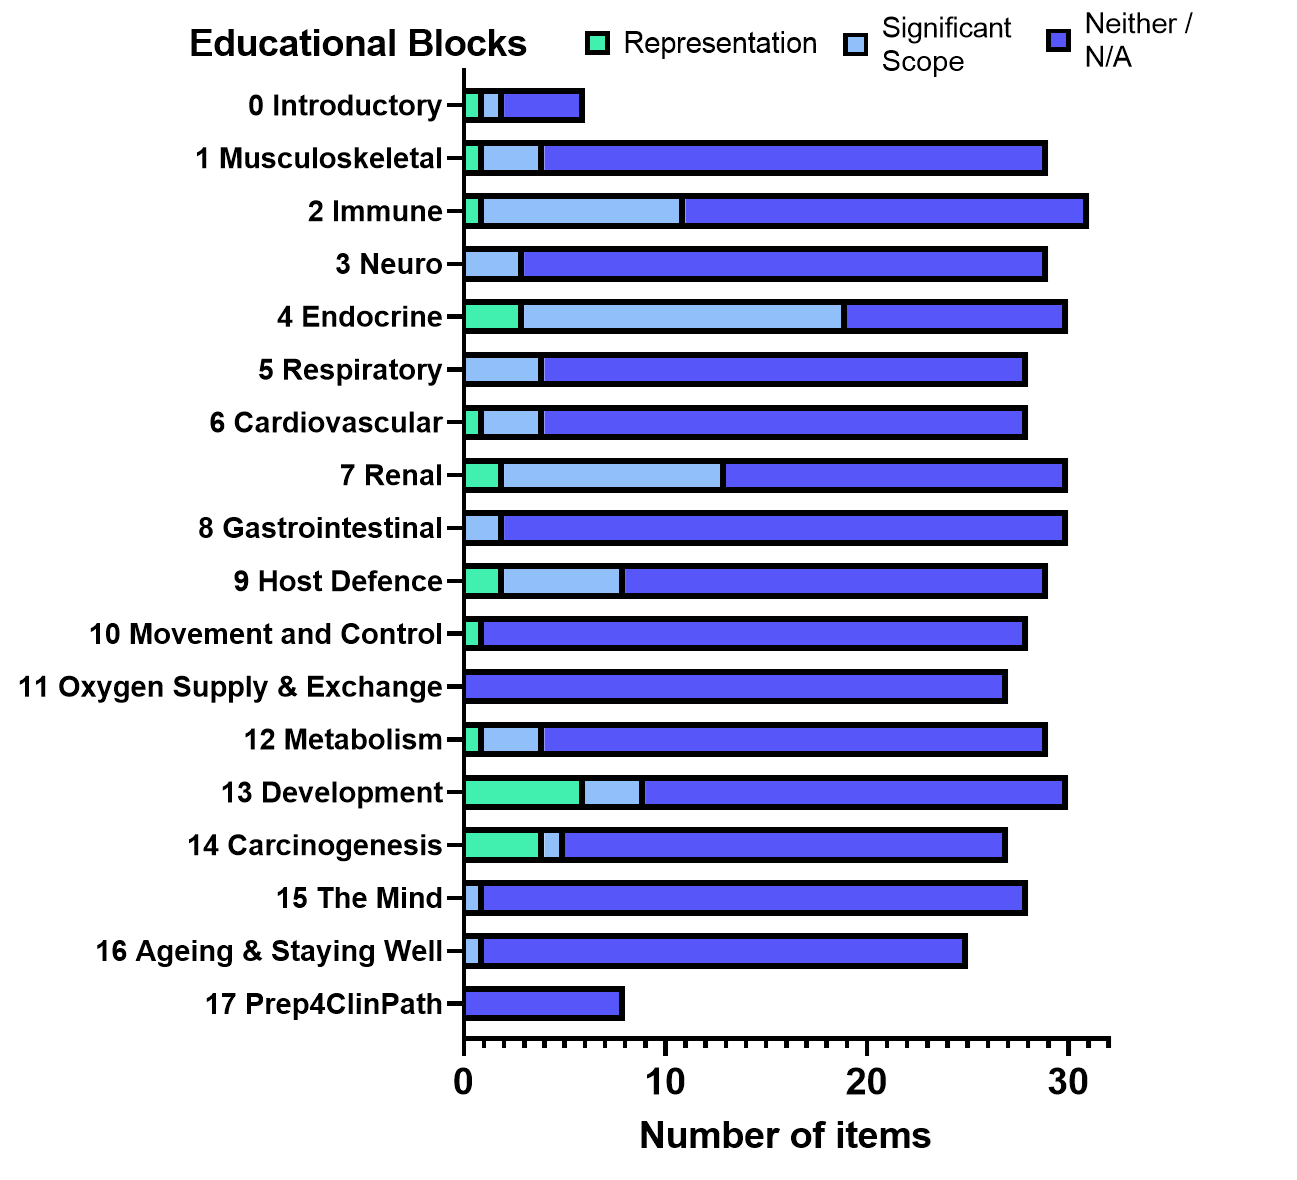 Educational Blocks
Representation
Significant
Scope
Neither /
N/A
0 Introductory
1 Musculoskeletal
2 Immune
3 Neuro
4 Endocrine
5 Respiratory
6 Cardiovascular
7 Renal
8 Gastrointestinal
9 Host Defence
10 Movement and Control
11 Oxygen Supply & Exchange
12 Metabolism
13 Development
14 Carcinogenesis
15 The Mind
16 Ageing & Staying Well
17 Prep4ClinPath
0 10 20 30
Number of items